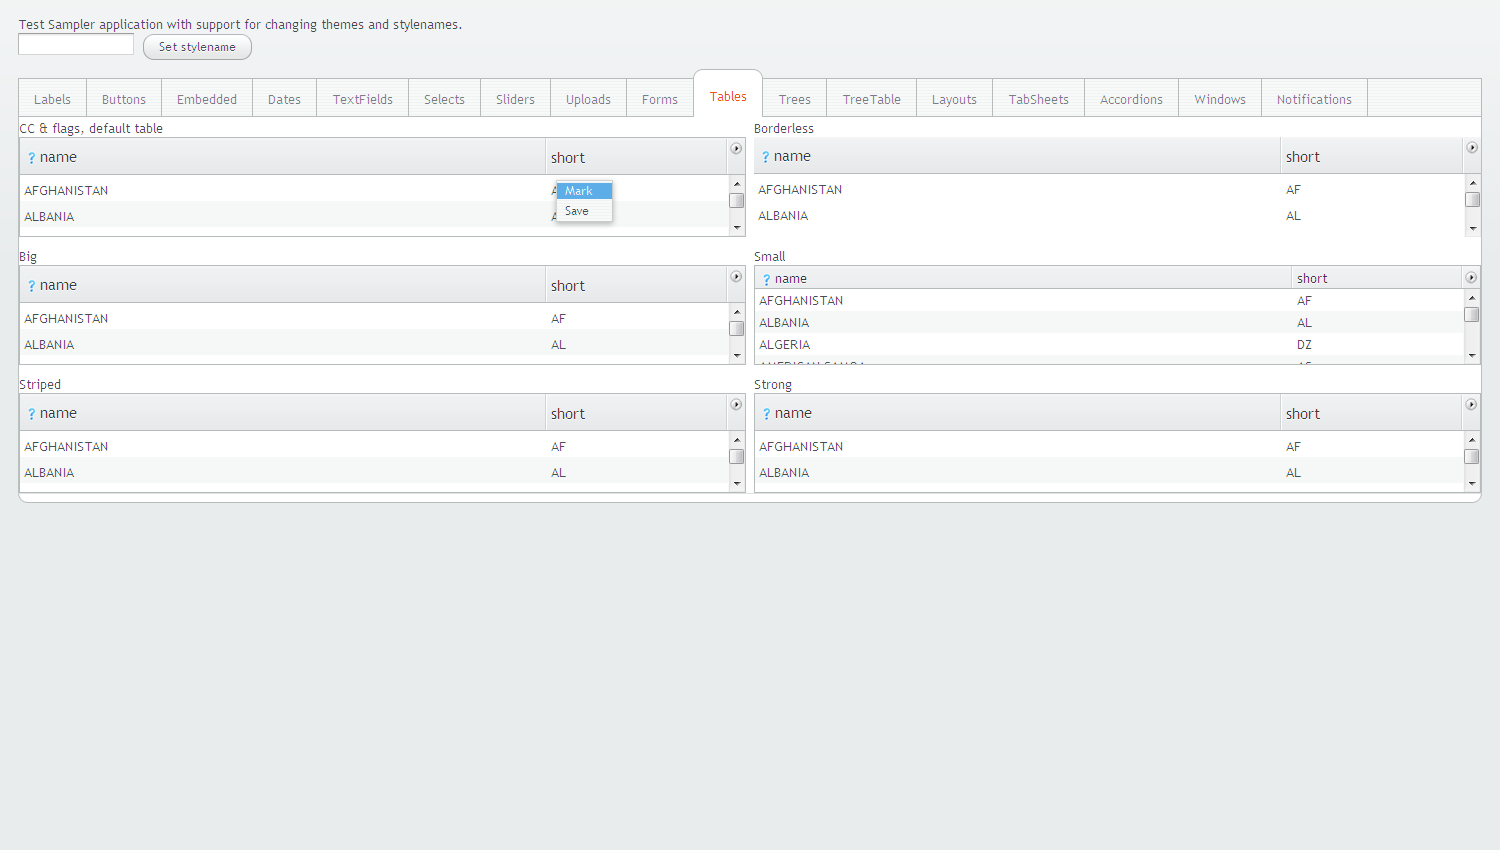 Test Sampler application with support for changing themes and stylenames.
Set stylename
Labels Buttons Embedded Dates TextFields Selects Sliders Uploads Forms Tables Trees TreeTable Layouts TabSheets Accordions Windows Notifications
CC & flags, default table
? name short
AFGHANISTAN A
ALBANIA A
Mark
Save
Borderless
? name short
AFGHANISTAN AF
ALBANIA AL
Big
? name short
AFGHANISTAN AF
ALBANIA AL
Small
? name short
AFGHANISTAN AF
ALBANIA AL
ALGERIA DZ
Striped
? name short
AFGHANISTAN AF
ALBANIA AL
Strong
? name short
AFGHANISTAN AF
ALBANIA AL